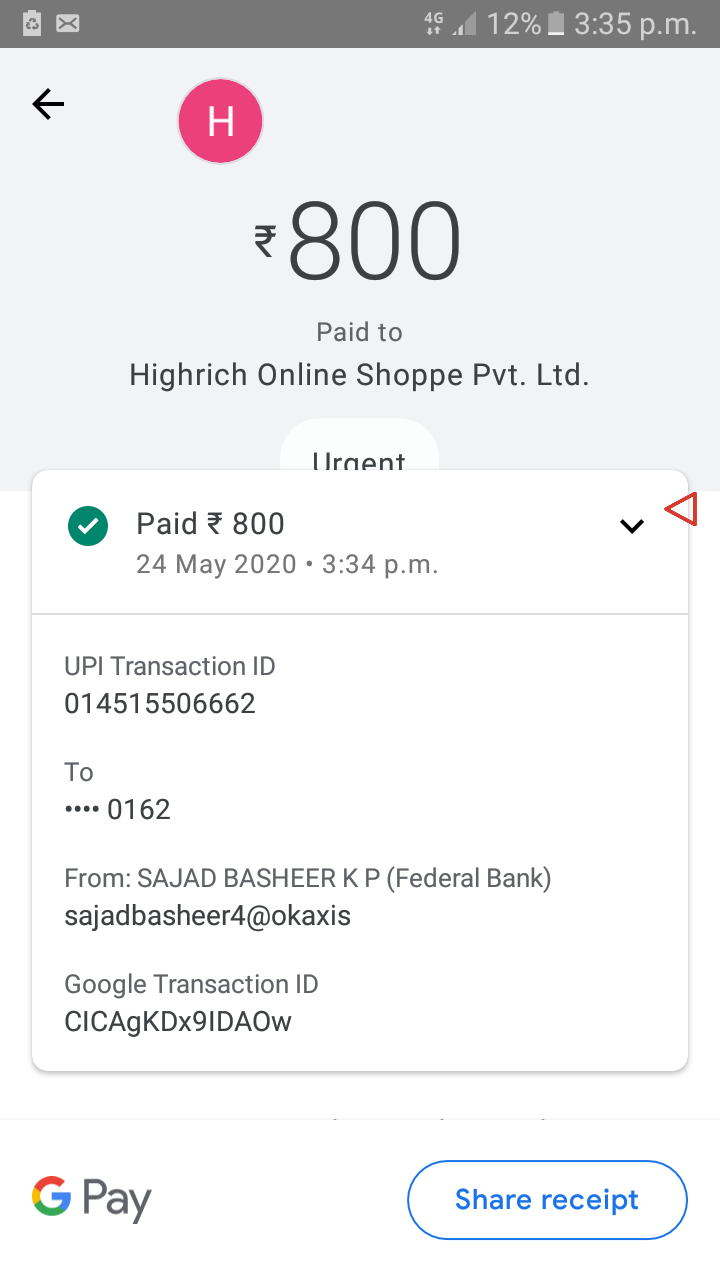 4G 12% 3:35 p.m.
H
₹800
Paid to
Highrich Online Shoppe Pvt. Ltd.
Urgent
Paid ₹ 800
24 May 2020 • 3:34 p.m.
UPI Transaction ID
014515506662
To
•••• 0162
From: SAJAD BASHEER K P (Federal Bank)
sajadbasheer4@okaxis
Google Transaction ID
CICAgKDx9IDAOw
G Pay
Share receipt